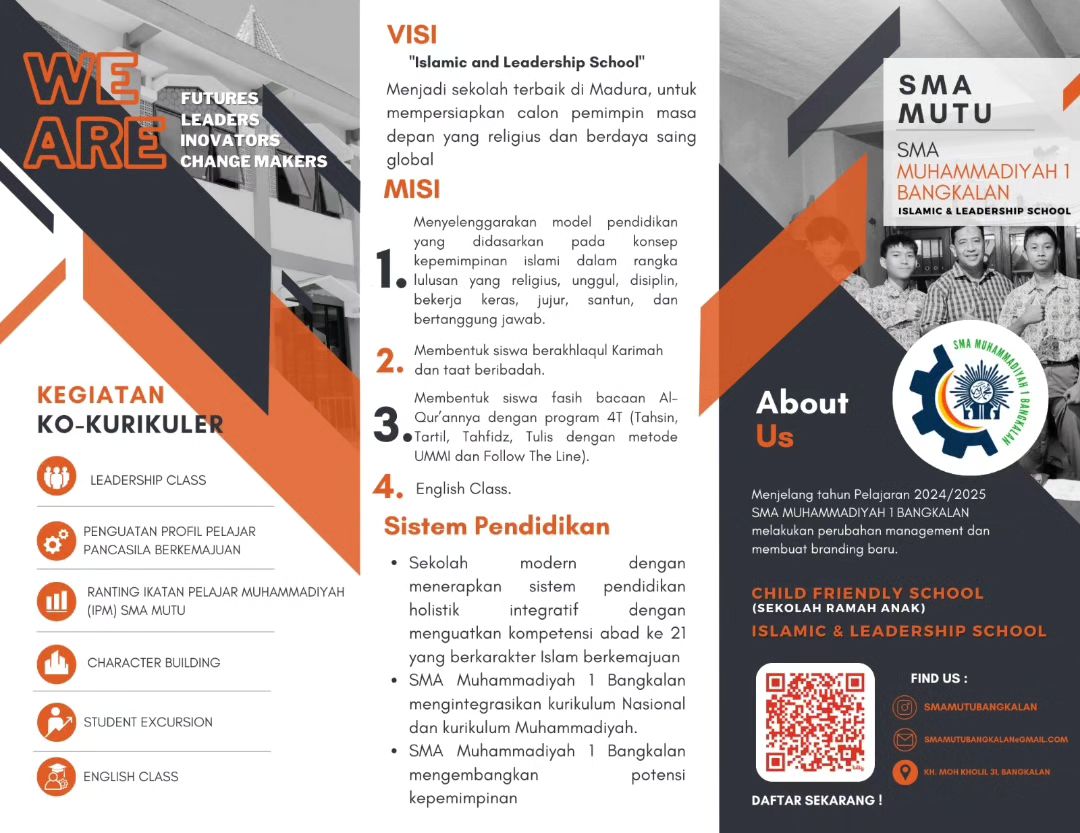 WE
ARE
FUTURES
LEADERS
INOVATORS
CHANGE MAKERS
KEGIATAN
KO-KURIKULER
LEADERSHIP CLASS
PENGUATAN PROFIL PELAJAR
PANCASILA BERKEMAJUAN
RANTING IKATAN PELAJAR MUHAMMADIYAH
(IPM) SMA MUTU
CHARACTER BUILDING
STUDENT EXCURSION
ENGLISH CLASS
VISI
"Islamic and Leadership School"
Menjadi sekolah terbaik di Madura, untuk
mempersiapkan calon pemimpin masa
depan yang religius dan berdaya saing
global
MISI
1.
Menyelenggarakan model pendidikan
yang didasarkan pada konsep
kepemimpinan islami dalam rangka
lulusan yang religius, unggul, disiplin,
bekerja keras, jujur, santun, dan
bertanggung jawab.
2.
Membentuk siswa berakhlaqul Karimah
dan taat beribadah.
3.
Membentuk siswa fasih bacaan Al-
Qur'annya dengan program 4T (Tahsin,
Tartil, Tahfidz, Tulis dengan metode
UMMI dan Follow The Line).
4. English Class.
Sistem Pendidikan
• Sekolah modern dengan
menerapkan sistem pendidikan
holistik integratif dengan
menguatkan kompetensi abad ke 21
yang berkarakter Islam berkemajuan
• SMA Muhammadiyah 1 Bangkalan
mengintegrasikan kurikulum Nasional
dan kurikulum Muhammadiyah.
• SMA Muhammadiyah 1 Bangkalan
mengembangkan potensi
kepemimpinan
SMA
MUTU
SMA
MUHAMMADIYAH 1
BANGKALAN
ISLAMIC & LEADERSHIP SCHOOL
SMA MUHAMMADIYAH 1 BANGKALAN
About
Us
Menjelang tahun Pelajaran 2024/2025
SMA MUHAMMADIYAH 1 BANGKALAN
melakukan perubahan management dan
membuat branding baru.
CHILD FRIENDLY SCHOOL
(SEKOLAH RAMAH ANAK)
ISLAMIC & LEADERSHIP SCHOOL
FIND US :
SMAMUTUBANGKALAN
SMAMUTUBANGKALAN@GMAIL.COM
KH. MOH KHOLIL 31, BANGKALAN
DAFTAR SEKARANG !